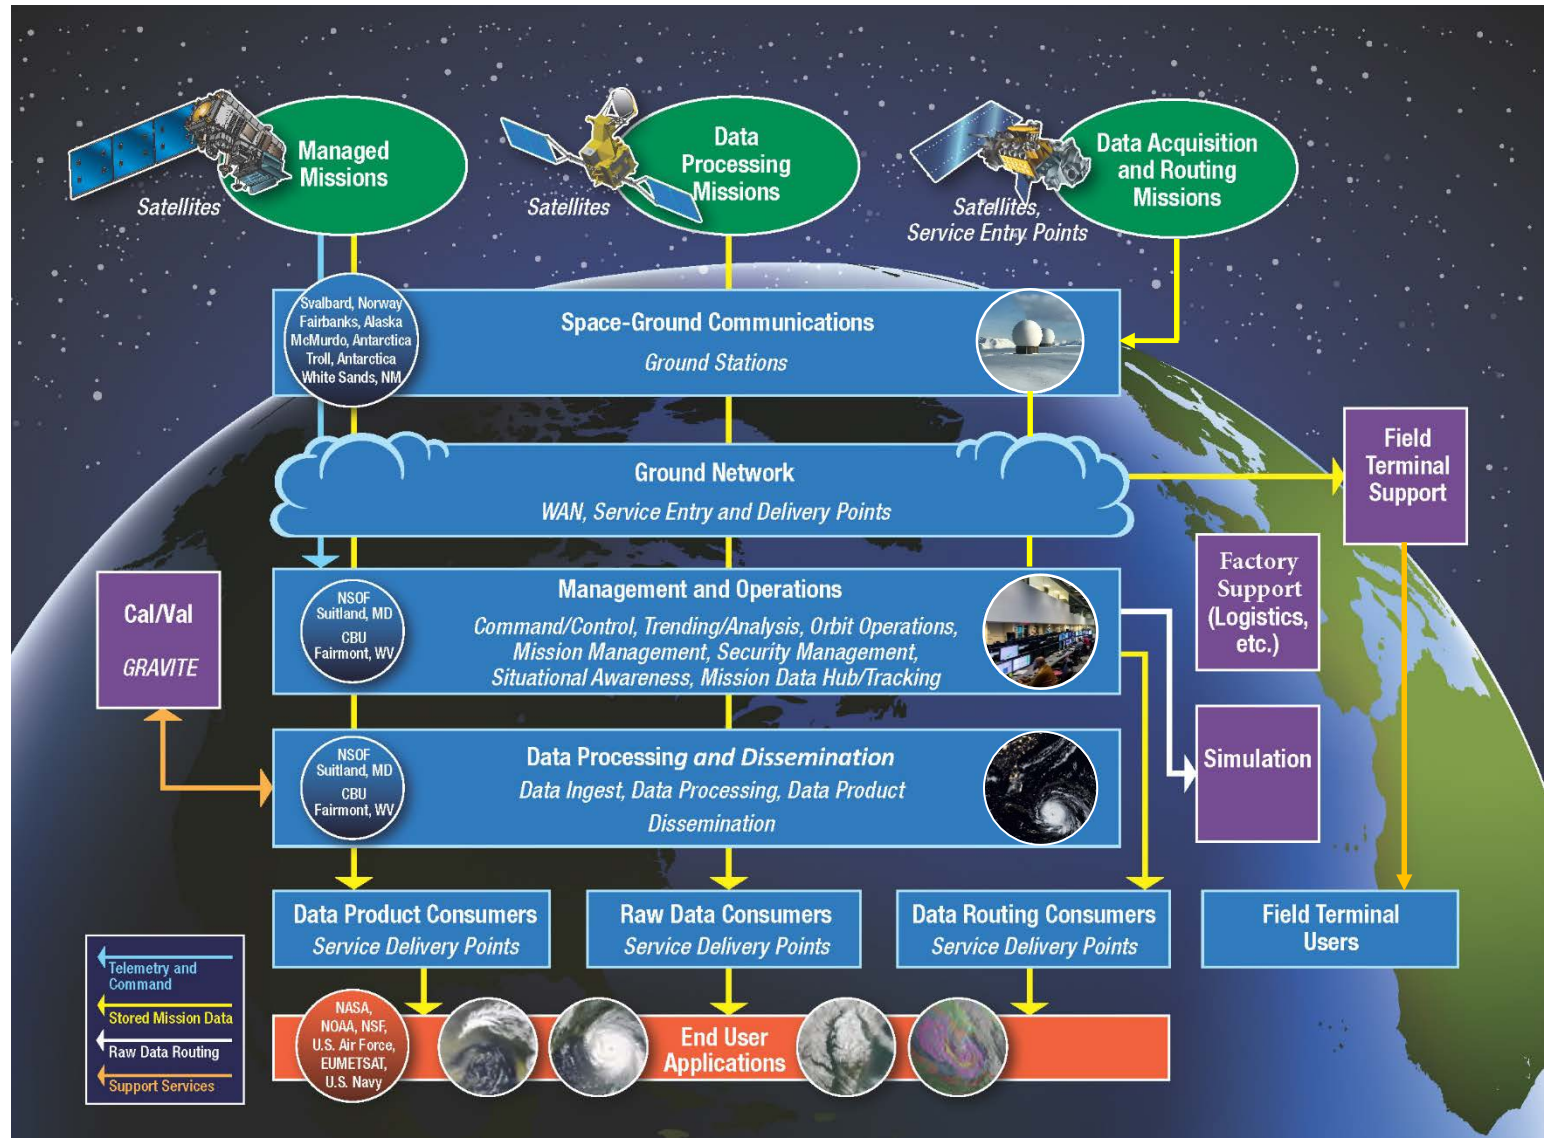 Managed
Missions
Satellites
Data
Processing
Missions
Satellites
Data Acquisition
and Routing
Missions
Satellites,
Service Entry Points
Svalbard, Norway
Fairbanks, Alaska
McMurdo, Antarctica
Troll, Antarctica
White Sands, NM
Space-Ground Communications
Ground Stations
Ground Network
WAN, Service Entry and Delivery Points
Field
Terminal
Support
Factory
Support
(Logistics,
etc.)
Cal/Val
GRAVITE
NSOF
Suitland, MD
CBU
Fairmont, WV
Management and Operations
Command/Control, Trending/Analysis, Orbit Operations,
Mission Management, Security Management,
Situational Awareness, Mission Data Hub/Tracking
NSOF
Suitland, MD
CBU
Fairmont, WV
Data Processing and Dissemination
Data Ingest, Data Processing, Data Product
Dissemination
Simulation
Data Product Consumers
Service Delivery Points
Raw Data Consumers
Service Delivery Points
Data Routing Consumers
Service Delivery Points
Field Terminal
Users
Telemetry and
Command
Stored Mission Data
Raw Data Routing
Support Services
NASA,
NOAA, NSF,
U.S. Air Force,
EUMETSAT,
U.S. Navy
End User
Applications